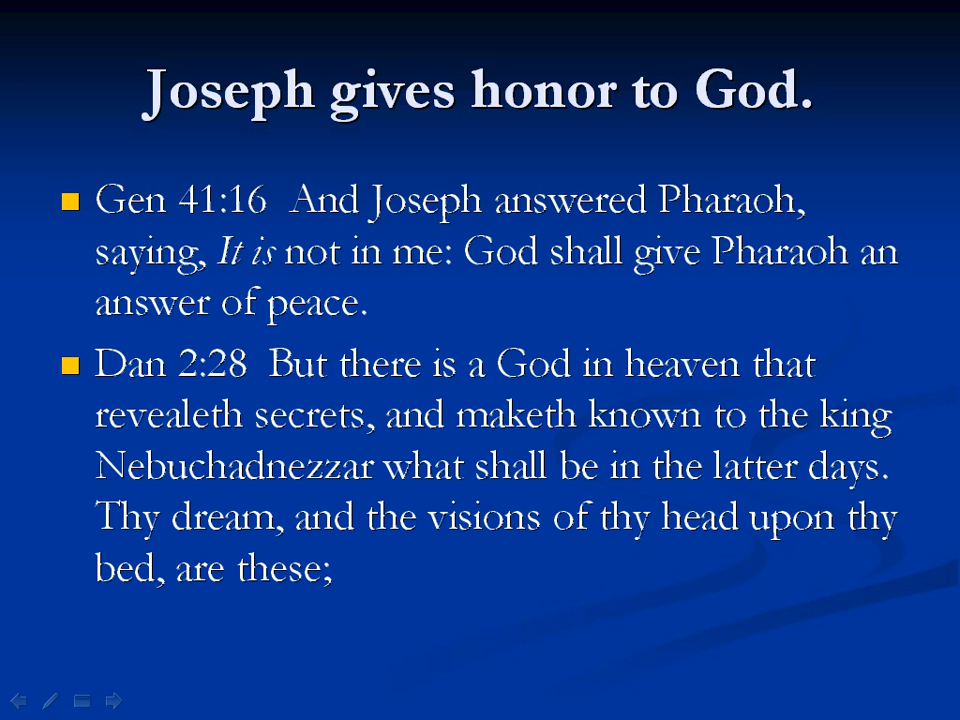 Joseph gives honor to God.
Gen 41:16  And Joseph answered Pharaoh,
saying, It is not in me: God shall give Pharaoh an
answer of peace.
Dan 2:28  But there is a God in heaven that
revealeth secrets, and maketh known to the king
Nebuchadnezzar what shall be in the latter days.
Thy dream, and the visions of thy head upon thy
bed, are these;